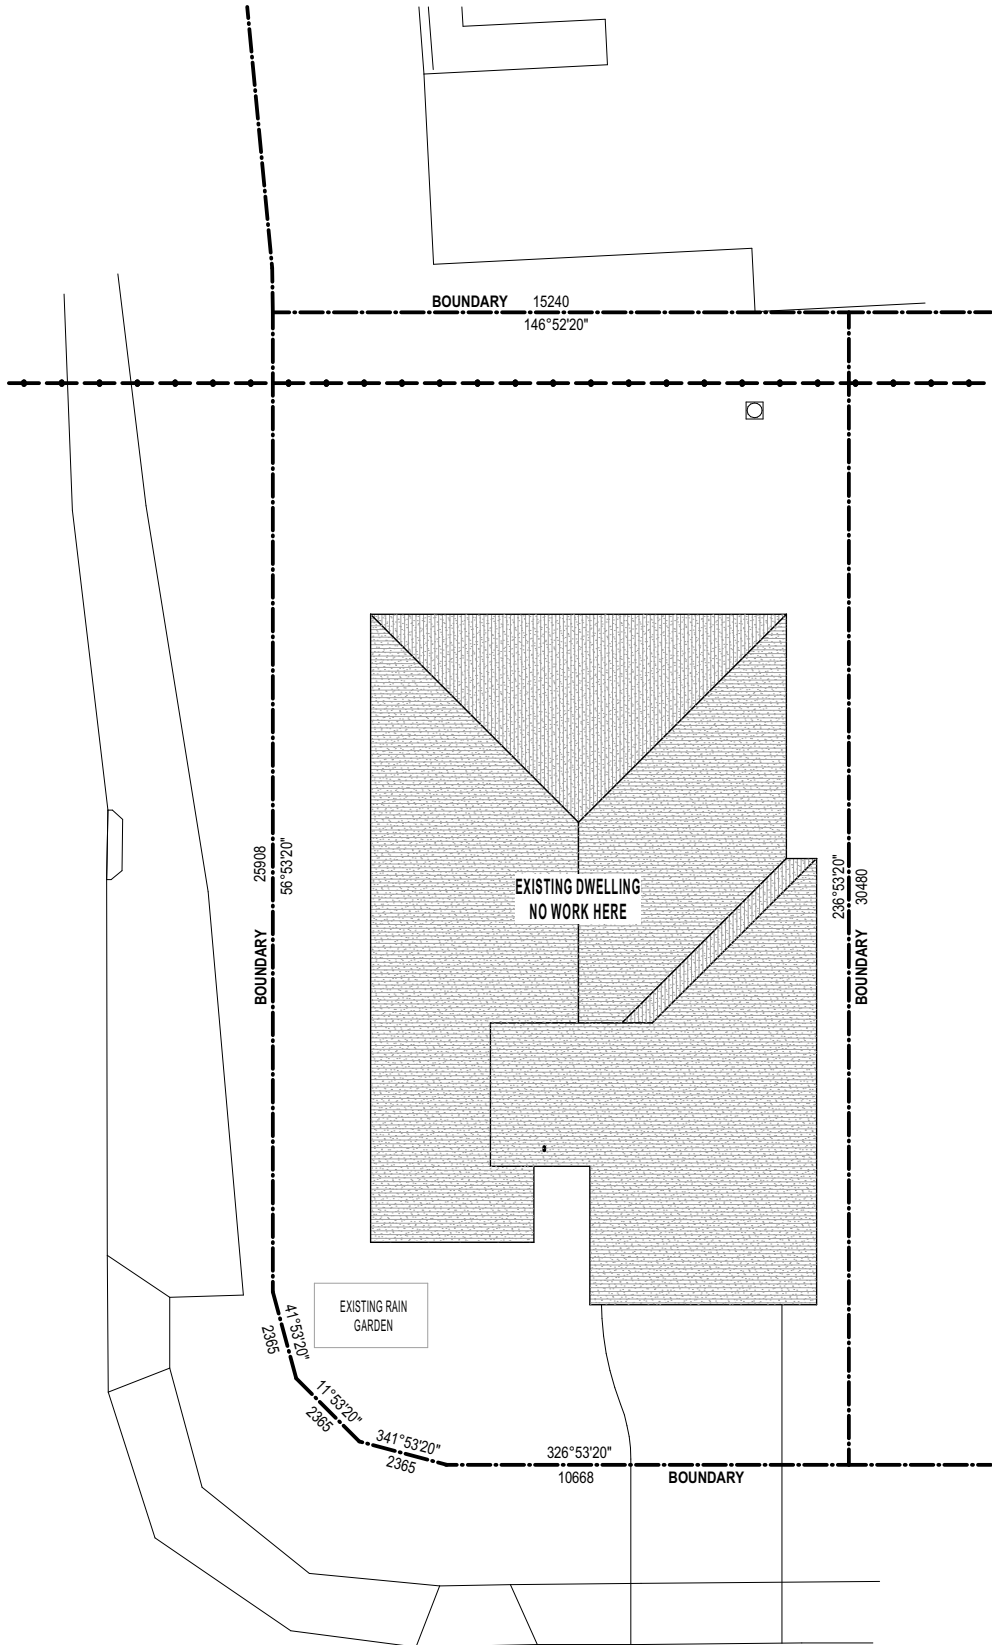 BOUNDARY 15240
146°52'20"
25908
56°53'20"
BOUNDARY
EXISTING DWELLING
NO WORK HERE
236°53'20"
30480
BOUNDARY
EXISTING RAIN
GARDEN
41°53'20"
2365
11°53'20"
2365
341°53'20"
2365
326°53'20"
10668 BOUNDARY